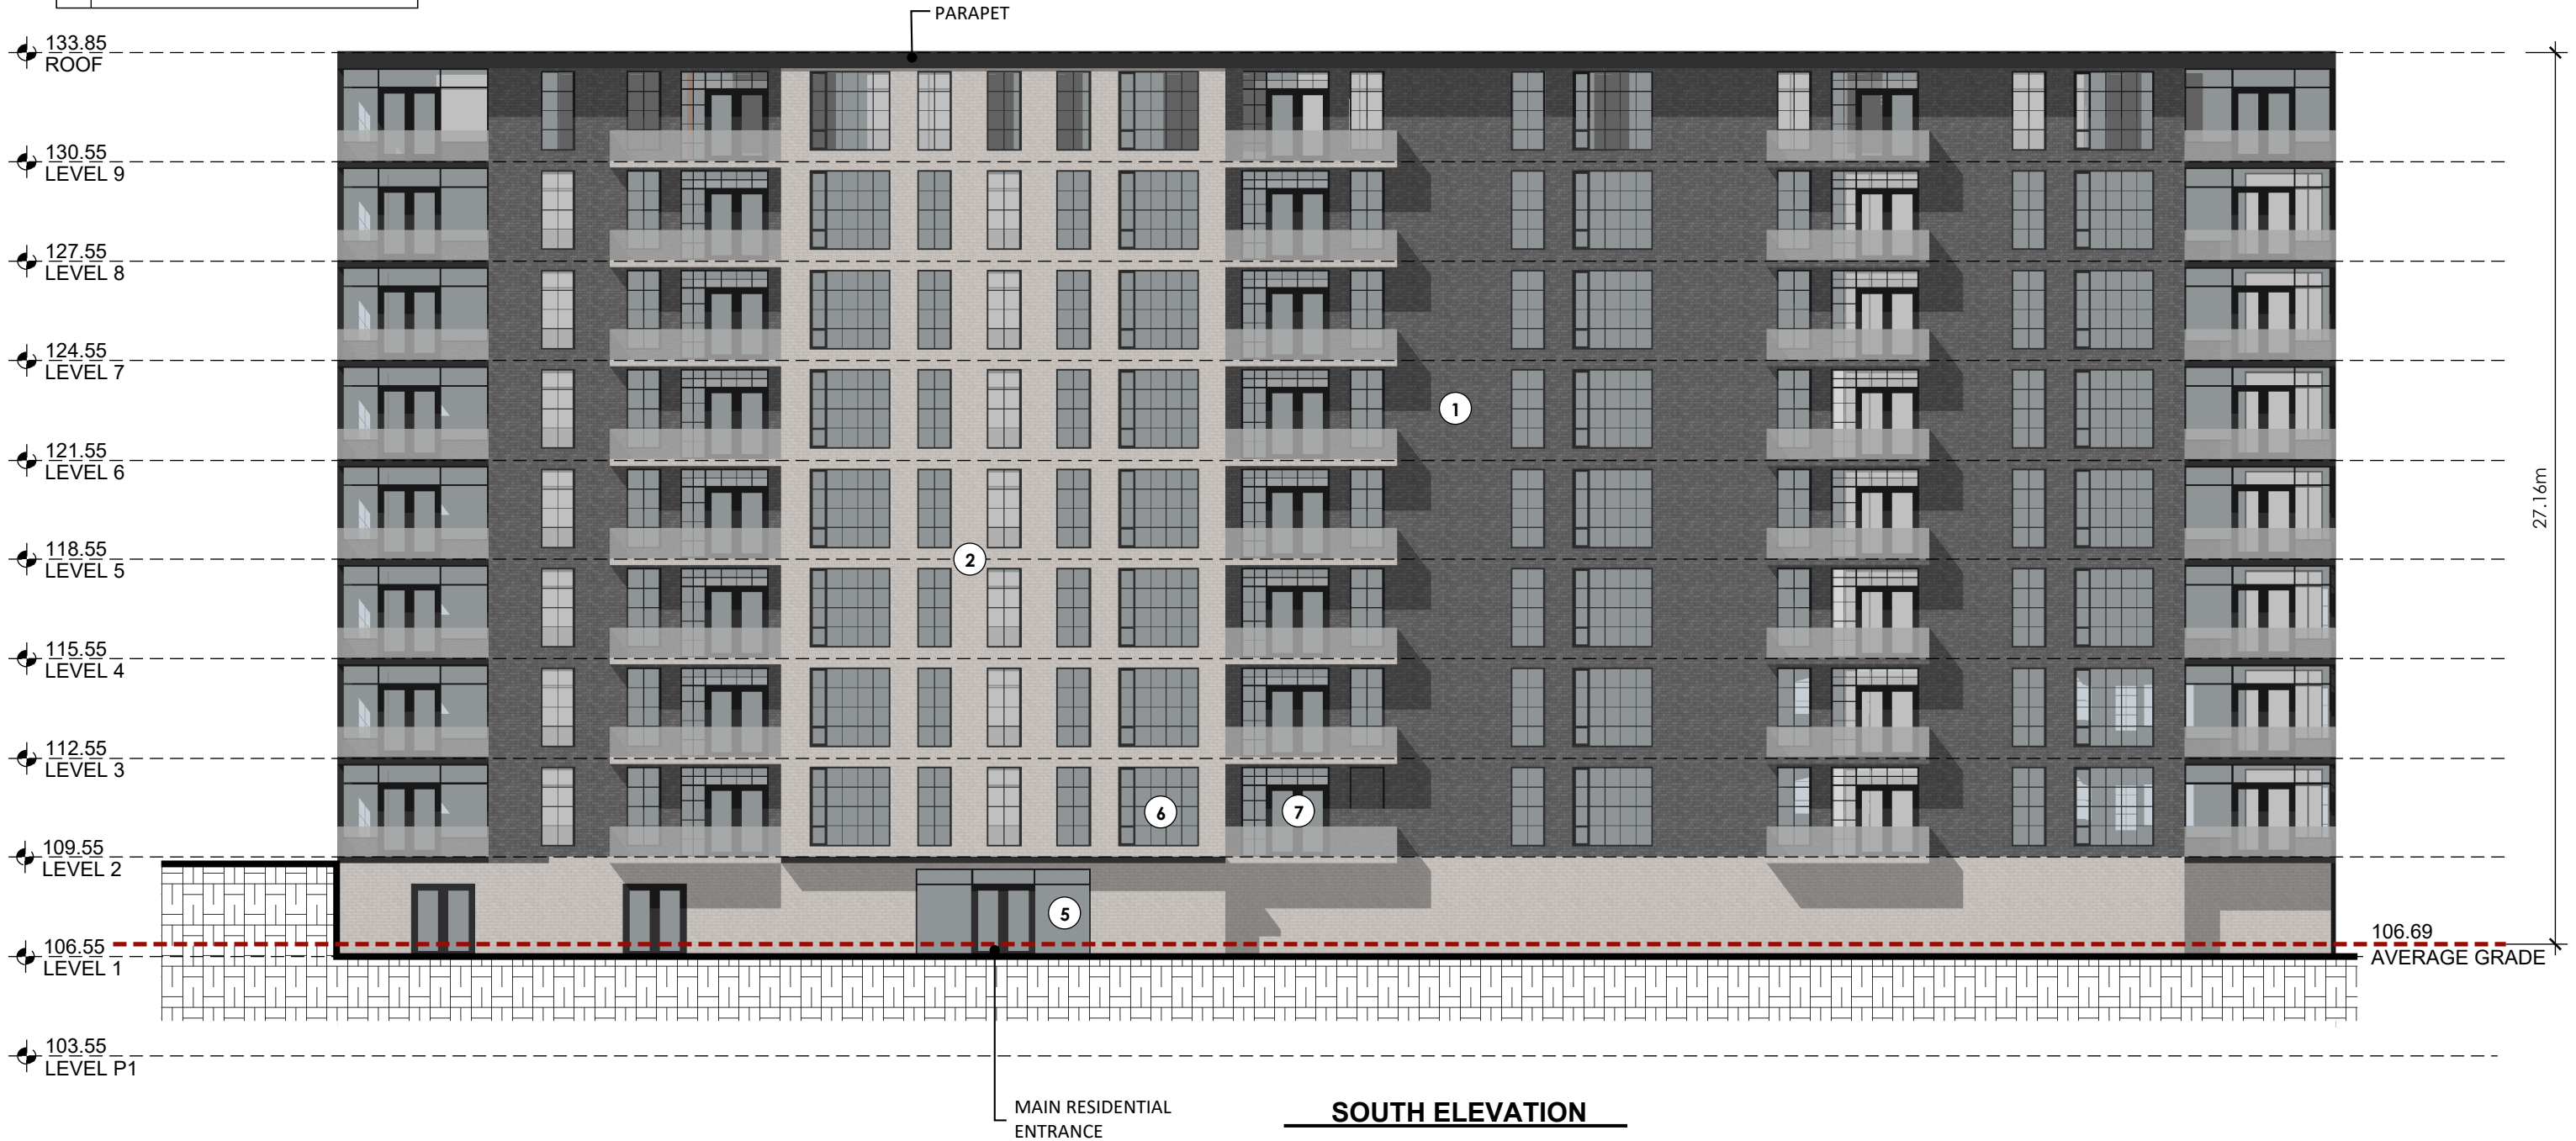 PARAPET
133.85
ROOF
130.55
LEVEL 9
127.55
LEVEL 8
124.55
LEVEL 7
1
121.55
LEVEL 6
27.16m
118.55
LEVEL 5
2
115.55
LEVEL 4
112.55
LEVEL 3
6
7
109.55
LEVEL 2
5
106.55
LEVEL 1
106.69
AVERAGE GRADE
103.55
LEVEL P1
MAIN RESIDENTIAL
ENTRANCE
SOUTH ELEVATION